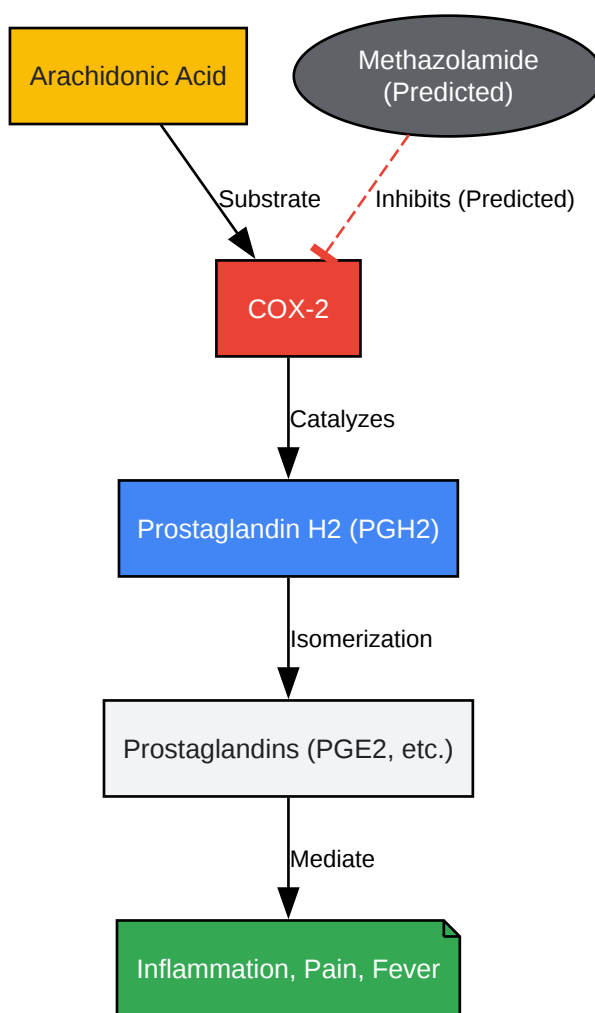 Arachidonic Acid
Methazolamide
(Predicted)
Substrate
Inhibits (Predicted)
COX-2
Catalyzes
Prostaglandin H2 (PGH2)
Isomerization
Prostaglandins (PGE2, etc.)
Mediate
Inflammation, Pain, Fever